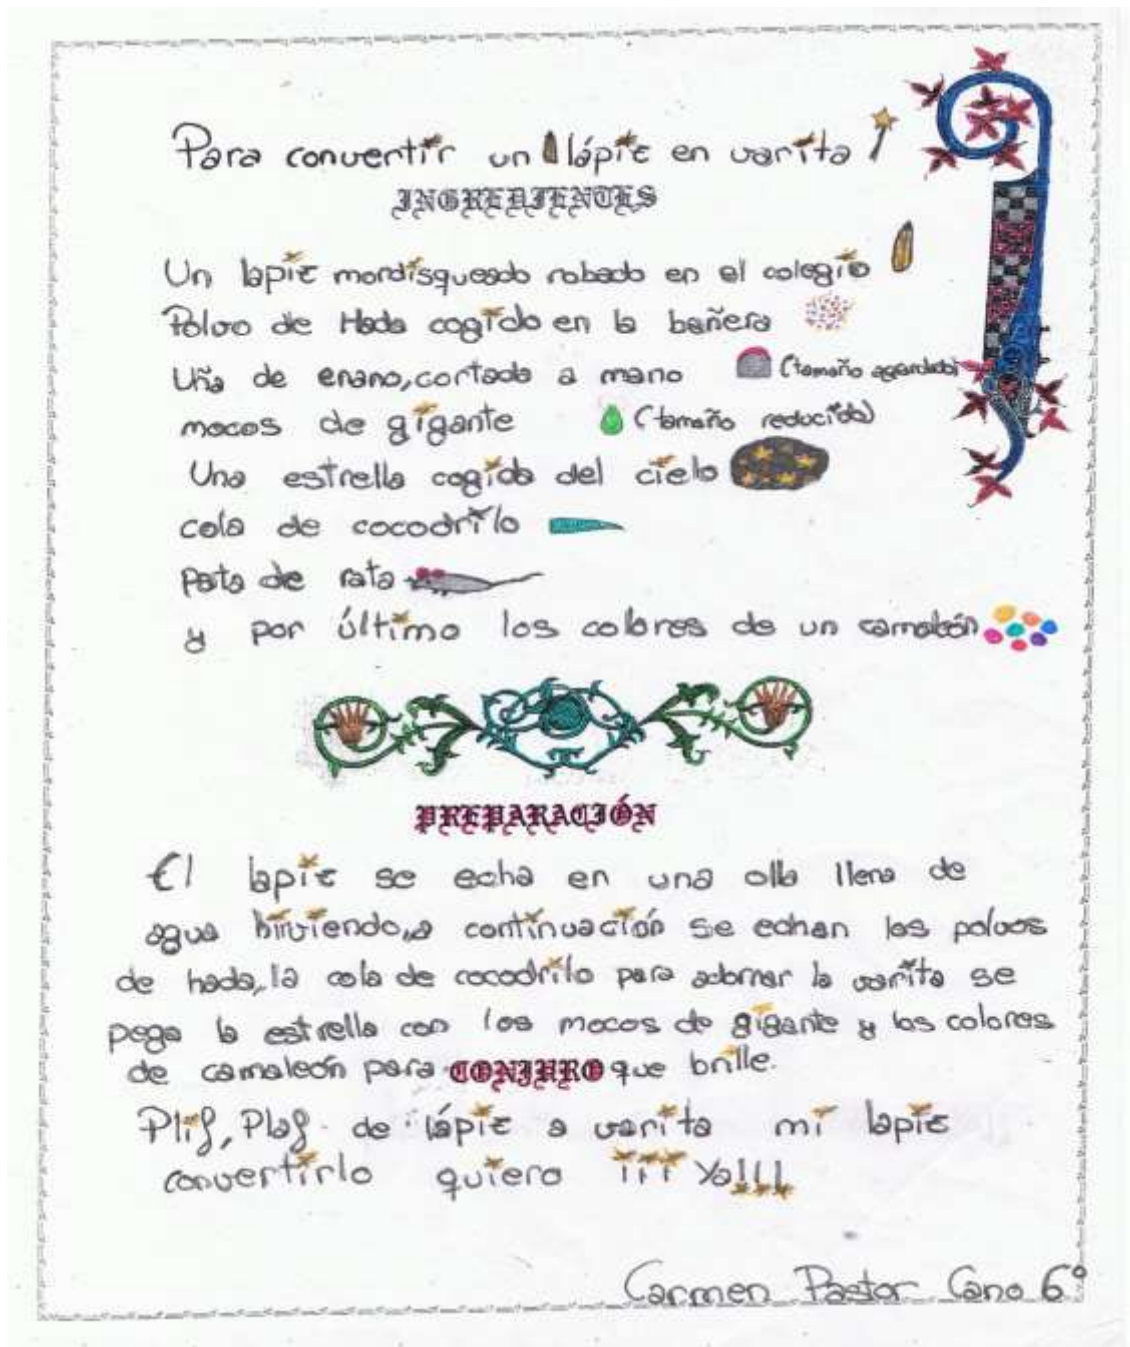 Para convertir un lápiz en varita
INGREDIENTES
Un lapiz mordisqueado robado en el colegio
Polvo de Hada cogido en la bañera
Uña de enano, cortada a mano (tamaño agrandado)
mocos de gigante (tamaño reducido)
Una estrella cogida del cielo
cola de cocodrilo
pata de rata
y por último los colores de un camaleón
PREPARACIÓN
El lapiz se echa en una olla llena de
agua hirviendo, a continuación se echan los polvos
de hada, la cola de cocodrilo para adornar la varita se
pega la estrella con los mocos de gigante y los colores
de camaleón para CONJURO que brille.
Plif, Plaf de lápiz a varita mi lapiz
convertirlo quiero ¡¡¡Ya!!!
Carmen Pastor Cano 6º